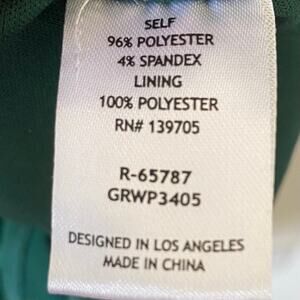 SELF
96% POLYESTER
4% SPANDEX
LINING
100% POLYESTER
RN# 139705
R-65787
GRWP3405
DESIGNED IN LOS ANGELES
MADE IN CHINA